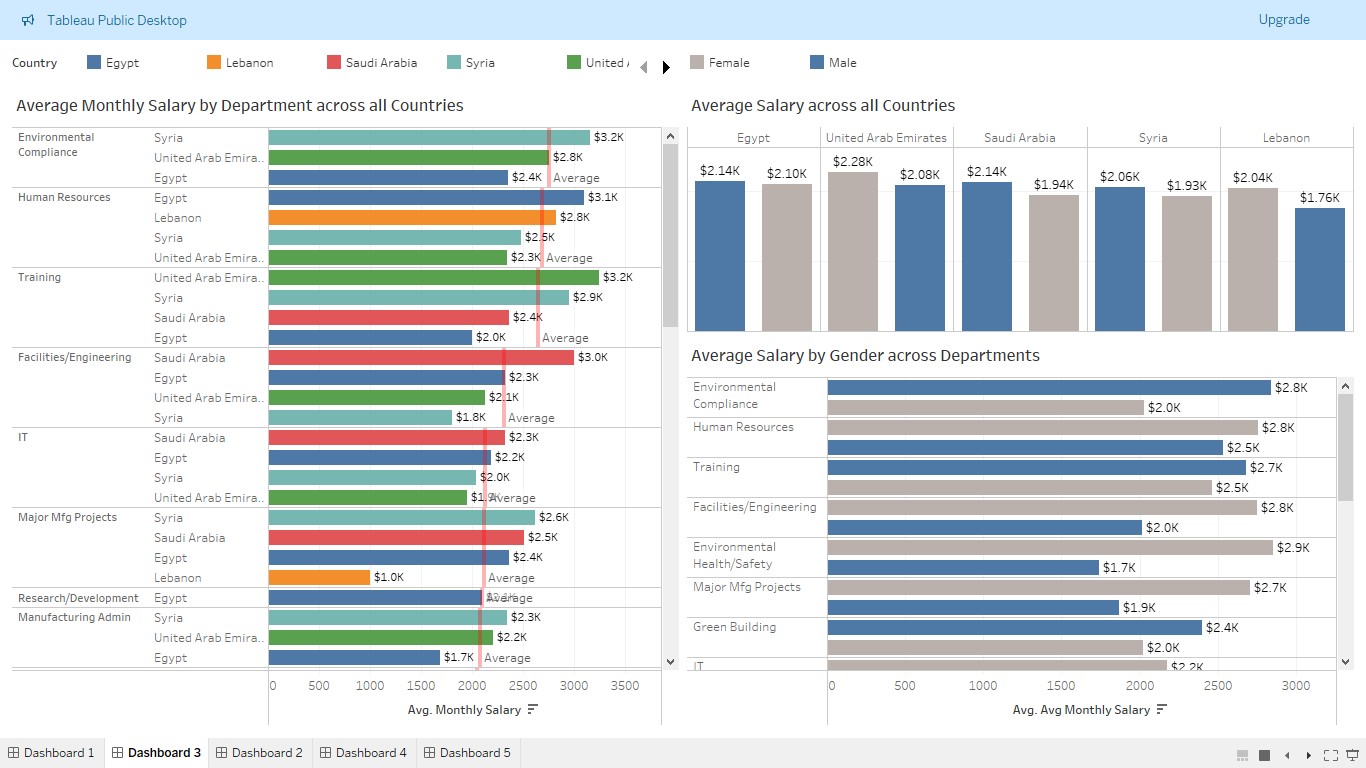 Tableau Public Desktop
Upgrade
Country Egypt Lebanon Saudi Arabia Syria United Female Male
Average Monthly Salary by Department across all Countries
Environmental Compliance
Syria $3.2K
United Arab Emira.. $2.8K
Egypt $2.4K Average
Human Resources
Egypt $3.1K
Lebanon $2.8K
Syria $2.5K
United Arab Emira.. $2.3K Average
Training
United Arab Emira.. $3.2K
Syria $2.9K
Saudi Arabia $2.4K
Egypt $2.0K Average
Facilities/Engineering
Saudi Arabia $3.0K
Egypt $2.3K
United Arab Emira.. $2.1K
Syria $1.8K Average
IT
Saudi Arabia $2.3K
Egypt $2.2K
Syria $2.0K
United Arab Emira.. Average
Major Mfg Projects
Syria $2.6K
Saudi Arabia $2.5K
Egypt $2.4K
Lebanon $1.0K Average
Research/Development
Egypt Average
Manufacturing Admin
Syria $2.3K
United Arab Emira.. $2.2K
Egypt $1.7K Average
0 500 1000 1500 2000 2500 3000 3500
Avg. Monthly Salary
Average Salary across all Countries
Egypt United Arab Emirates Saudi Arabia Syria Lebanon
$2.14K $2.10K $2.28K $2.08K $2.14K $1.94K $2.06K $1.93K $2.04K $1.76K
Average Salary by Gender across Departments
Environmental Compliance
$2.8K
$2.0K
Human Resources
$2.8K
$2.5K
Training
$2.7K
$2.5K
Facilities/Engineering
$2.8K
$2.0K
Environmental Health/Safety
$2.9K
$1.7K
Major Mfg Projects
$2.7K
$1.9K
Green Building
$2.4K
$2.0K
IT
$2.2K
0 500 1000 1500 2000 2500 3000
Avg. Avg Monthly Salary
Dashboard 1 Dashboard 3 Dashboard 2 Dashboard 4 Dashboard 5